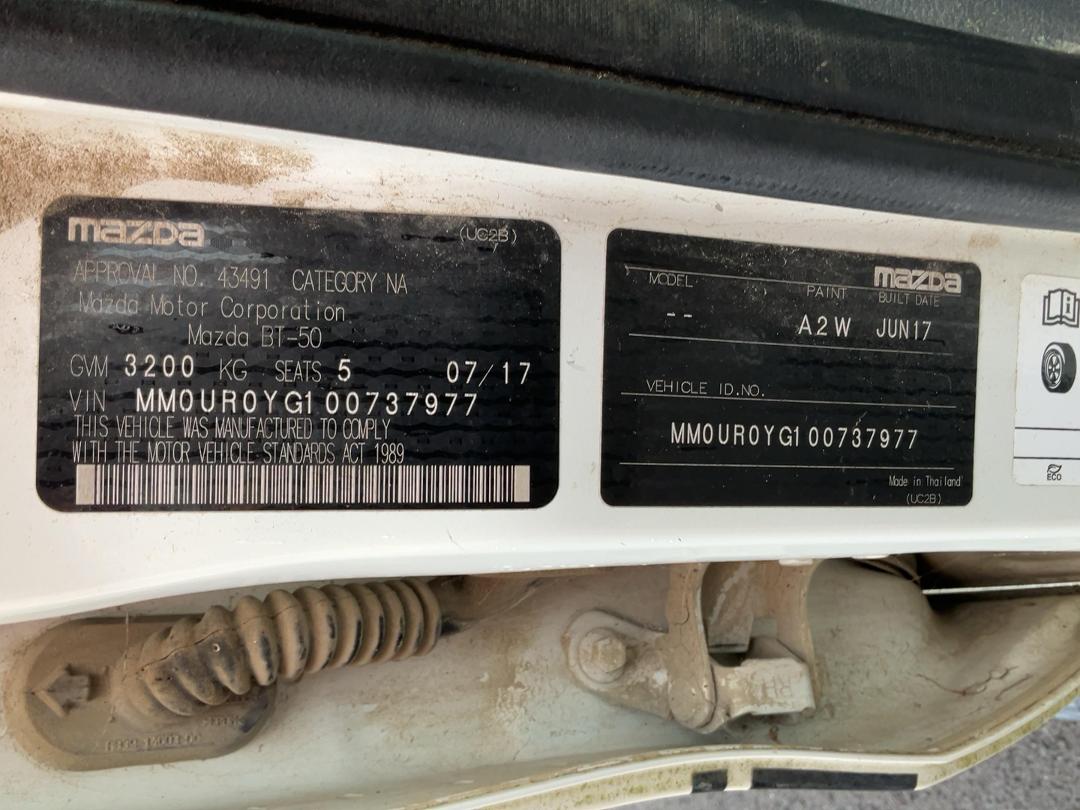 mazda (UC2B)
APPROVAL NO. 43491 CATEGORY NA
Mazda Motor Corporation
Mazda BT-50
GVM 3200 KG SEATS 5 07/17
VIN MM0UR0YG100737977
THIS VEHICLE WAS MANUFACTURED TO COMPLY
WITH THE MOTOR VEHICLE STANDARDS ACT 1989
mazda
MODEL PAINT BUILT DATE
-- A2W JUN17
VEHICLE I.D.NO.
MM0UR0YG100737977
Made in Thailand
(UC2B)
ECO
RH